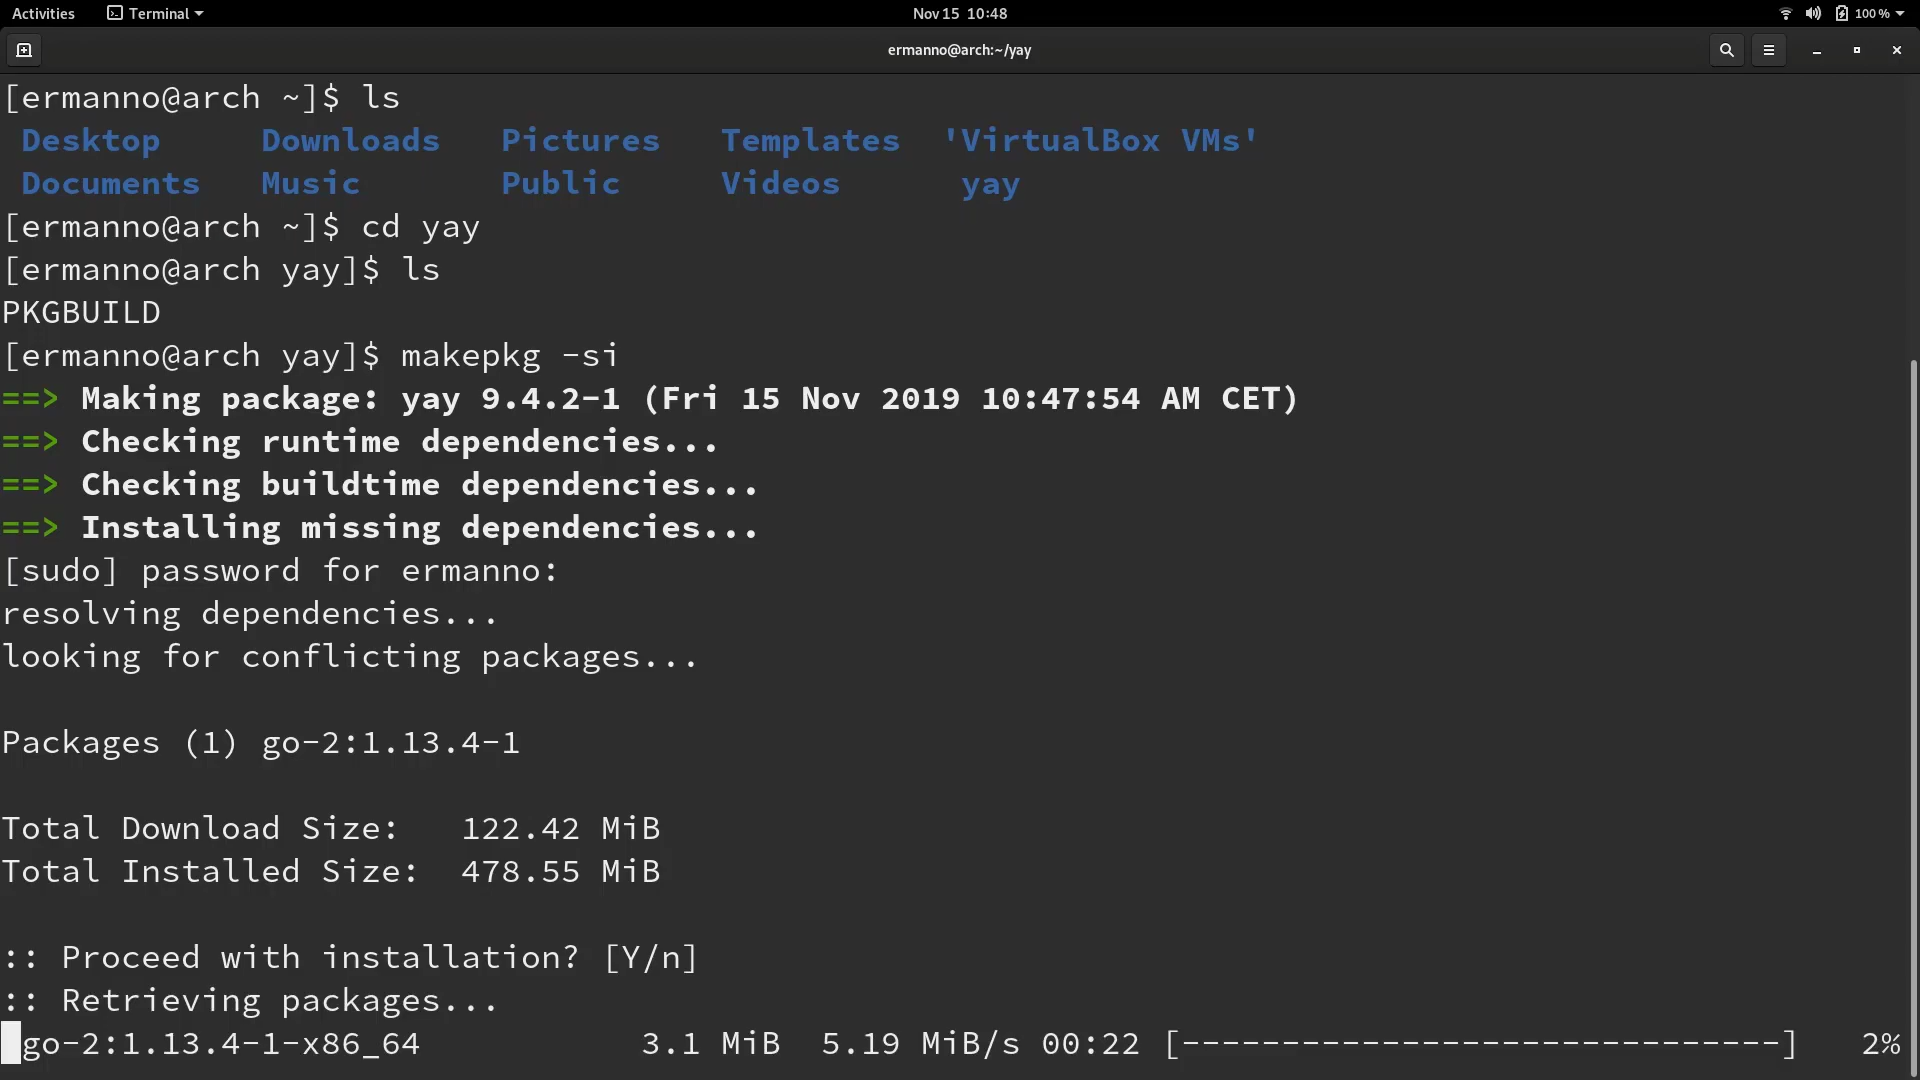 Activities Terminal Nov 15 10:48 100 %
ermanno@arch:~/yay
[ermanno@arch ~]$ ls
Desktop Downloads Pictures Templates 'VirtualBox VMs'
Documents Music Public Videos yay
[ermanno@arch ~]$ cd yay
[ermanno@arch yay]$ ls
PKGBUILD
[ermanno@arch yay]$ makepkg -si
==> Making package: yay 9.4.2-1 (Fri 15 Nov 2019 10:47:54 AM CET)
==> Checking runtime dependencies...
==> Checking buildtime dependencies...
==> Installing missing dependencies...
[sudo] password for ermanno:
resolving dependencies...
looking for conflicting packages...
Packages (1) go-2:1.13.4-1
Total Download Size: 122.42 MiB
Total Installed Size: 478.55 MiB
:: Proceed with installation? [Y/n]
:: Retrieving packages...
go-2:1.13.4-1-x86_64 3.1 MiB 5.19 MiB/s 00:22 [------------------------------] 2%